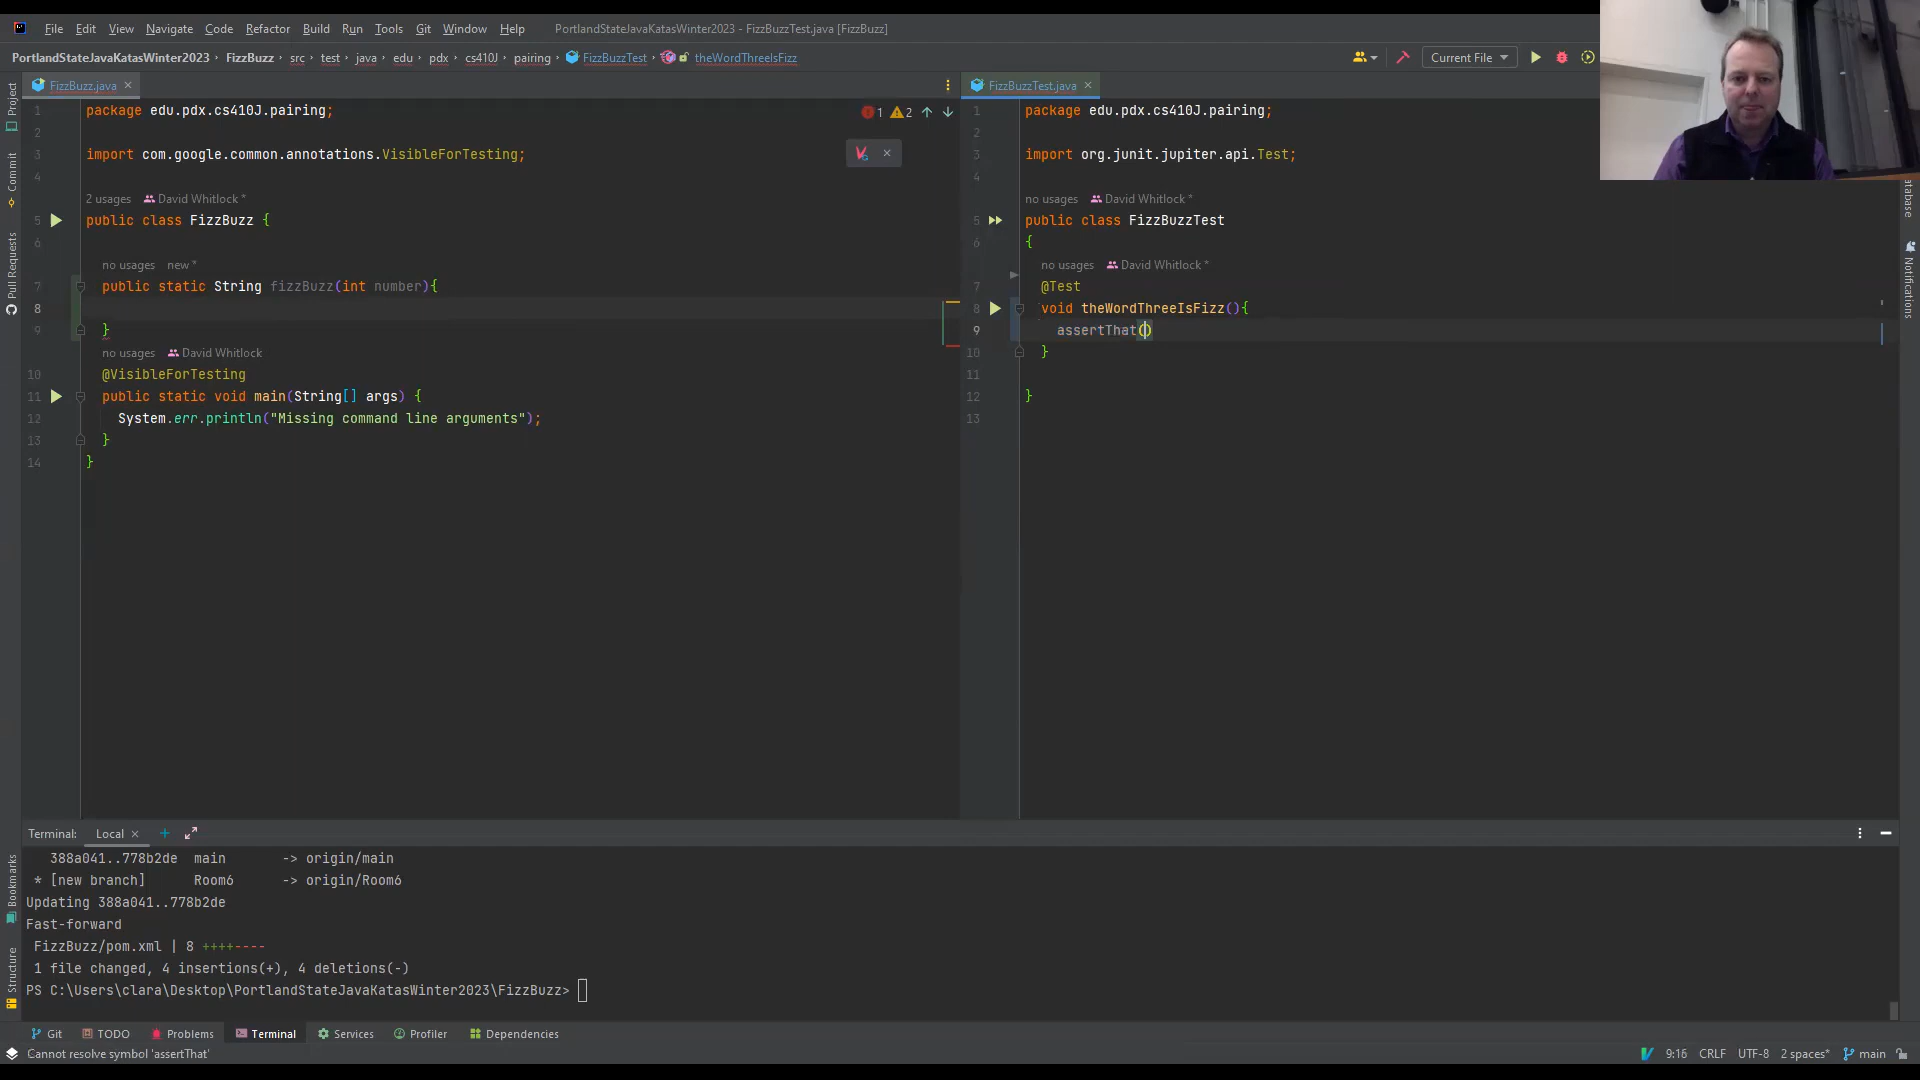 File Edit View Navigate Code Refactor Build Run Tools Git Window Help PortlandStateJavaKatasWinter2023 - FizzBuzzTest.java [FizzBuzz]
PortlandStateJavaKatasWinter2023 FizzBuzz src test java edu pdx cs410J pairing FizzBuzzTest theWordThreeIsFizz Current File
Project
Commit
Pull Requests
Bookmarks
Structure
FizzBuzz.java
1 package edu.pdx.cs410J.pairing; 1 2
2
3 import com.google.common.annotations.VisibleForTesting;
4
2 usages David Whitlock *
5 public class FizzBuzz {
6
no usages new *
7 public static String fizzBuzz(int number){
8
9 }
no usages David Whitlock
10 @VisibleForTesting
11 public static void main(String[] args) {
12 System.err.println("Missing command line arguments");
13 }
14 }
FizzBuzzTest.java
1 package edu.pdx.cs410J.pairing;
2
3 import org.junit.jupiter.api.Test;
4
no usages David Whitlock *
5 public class FizzBuzzTest
6 {
no usages David Whitlock *
7 @Test
8 void theWordThreeIsFizz(){
9 assertThat()
10 }
11
12 }
13
Notifications
Terminal: Local
388a041..778b2de main -> origin/main
* [new branch] Room6 -> origin/Room6
Updating 388a041..778b2de
Fast-forward
FizzBuzz/pom.xml | 8 ++++----
1 file changed, 4 insertions(+), 4 deletions(-)
PS C:\Users\clara\Desktop\PortlandStateJavaKatasWinter2023\FizzBuzz>
Git TODO Problems Terminal Services Profiler Dependencies
Cannot resolve symbol 'assertThat' 9:16 CRLF UTF-8 2 spaces* main